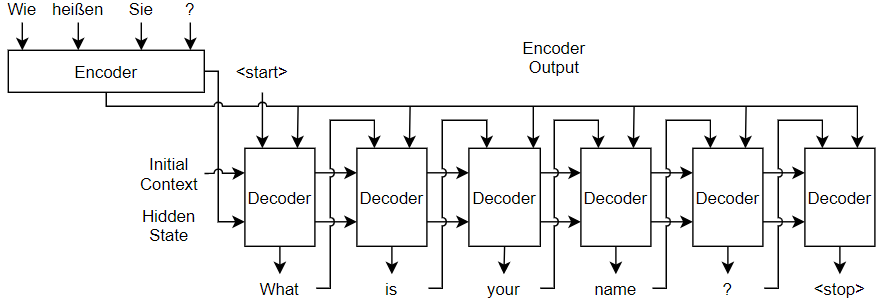 Wie heißen Sie ?
Encoder
Encoder
Output
<start>
Initial
Context
Hidden
State
Decoder Decoder Decoder Decoder Decoder Decoder
What is your name ? <stop>